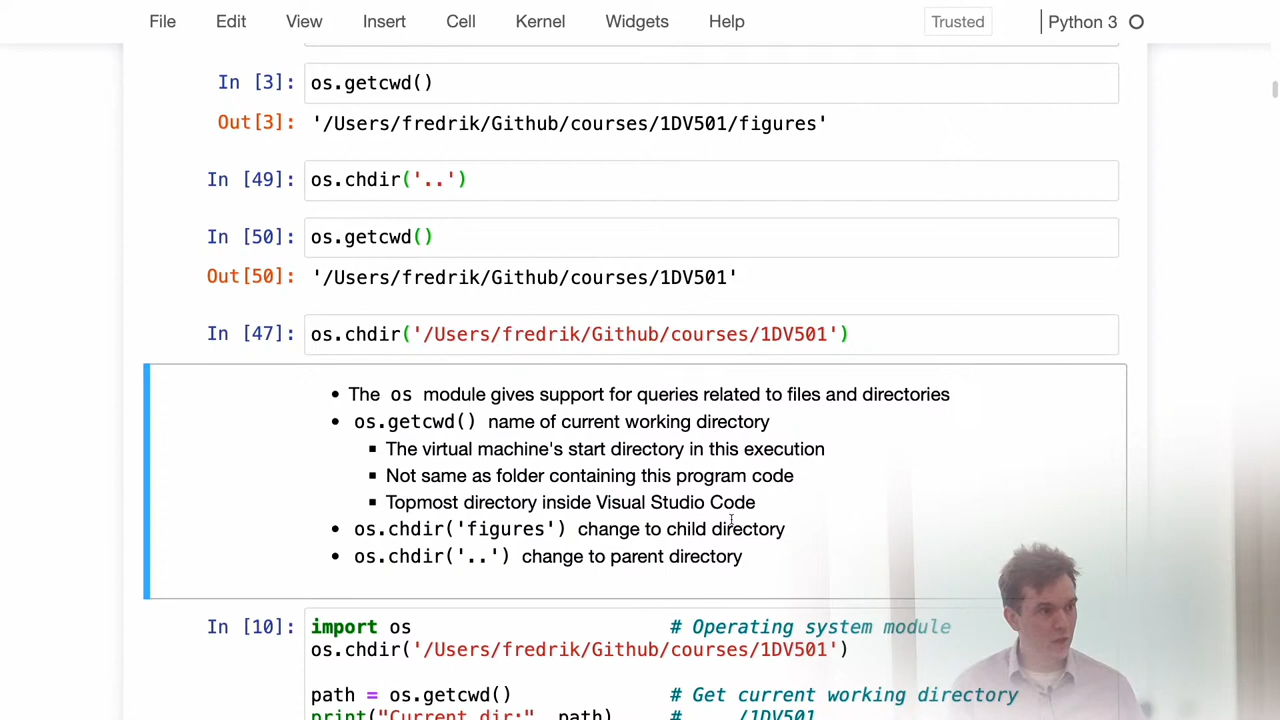 File Edit View Insert Cell Kernel Widgets Help Trusted Python 3
In [3]: os.getcwd()
Out[3]: '/Users/fredrik/Github/courses/1DV501/figures'
In [49]: os.chdir('..')
In [50]: os.getcwd()
Out[50]: '/Users/fredrik/Github/courses/1DV501'
In [47]: os.chdir('/Users/fredrik/Github/courses/1DV501')
• The os module gives support for queries related to files and directories
• os.getcwd() name of current working directory
▪ The virtual machine's start directory in this execution
▪ Not same as folder containing this program code
▪ Topmost directory inside Visual Studio Code
• os.chdir('figures') change to child directory
• os.chdir('..') change to parent directory
In [10]: import os # Operating system module
os.chdir('/Users/fredrik/Github/courses/1DV501')
path = os.getcwd() # Get current working directory
print("Current dir:", path) # .../1DV501